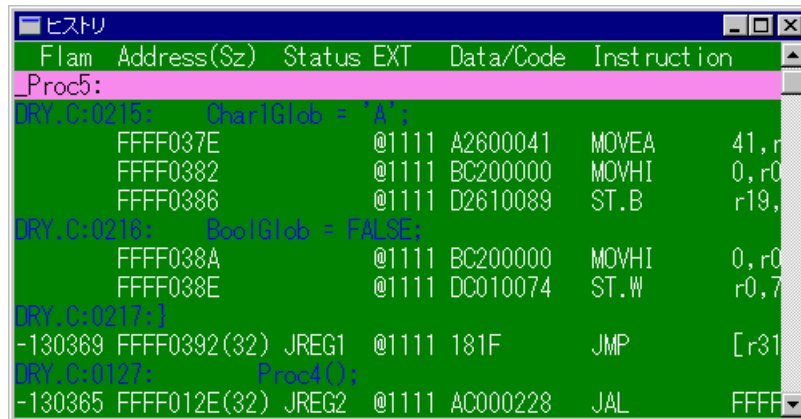 ヒストリ
Flam Address(Sz) Status EXT Data/Code Instruction
_Proc5:
DRY.C:0215: Char1Glob = 'A';
FFFF037E @1111 A2600041 MOVEA 41,r
FFFF0382 @1111 BC200000 MOVHI 0,r0
FFFF0386 @1111 D2610089 ST.B r19,
DRY.C:0216: BoolGlob = FALSE;
FFFF038A @1111 BC200000 MOVHI 0,r0
FFFF038E @1111 DC010074 ST.W r0,7
DRY.C:0217:}
-130369 FFFF0392(32) JREG1 @1111 181F JMP [r31
DRY.C:0127: Proc4();
-130365 FFFF012E(32) JREG2 @1111 AC000228 JAL FFFF